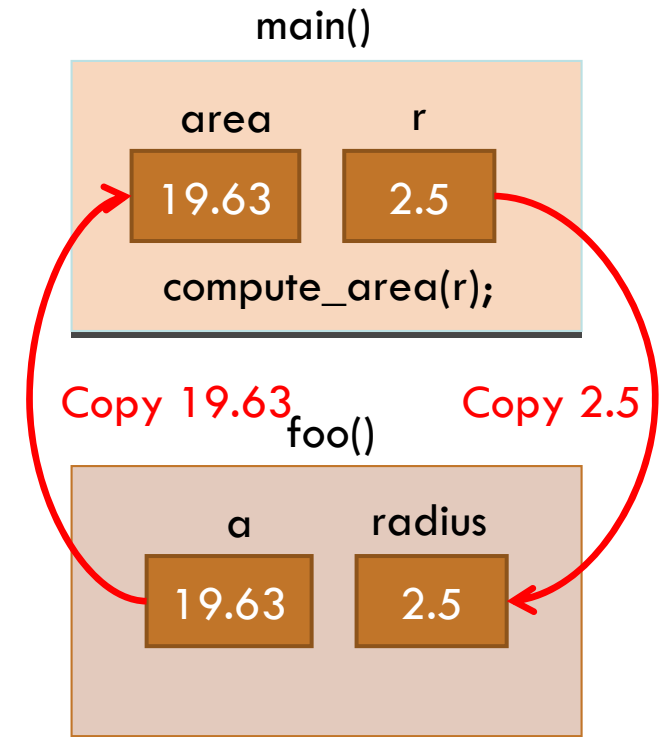 main()
area r
19.63 2.5
compute_area(r);
Copy 19.63 Copy 2.5
foo()
a radius
19.63 2.5